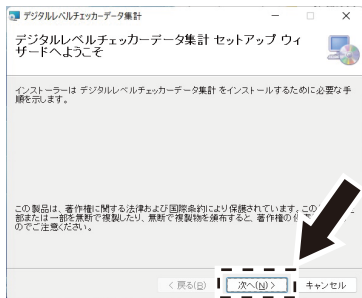 デジタルレベルチェッカーデータ集計
デジタルレベルチェッカーデータ集計 セットアップ ウィ
ザードへようこそ
インストーラーは デジタルレベルチェッカーデータ集計 をインストールするために必要な手
順を示します。
この製品は、著作権に関する法律および国際条約により保護されています。この
部または一部を無断で複製したり、無断で複製物を頒布すると、著作権の
のでご注意ください。
< 戻る(B)
次へ(N) >
キャンセル